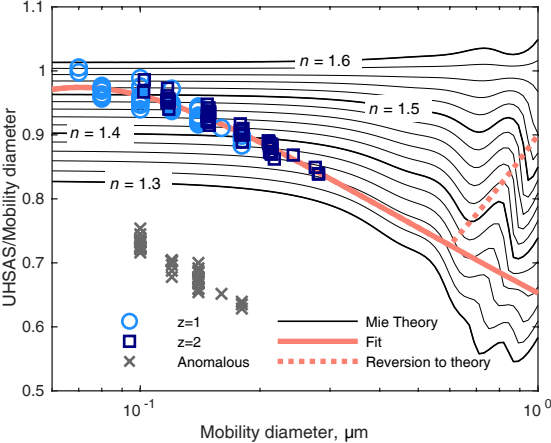 1.1
1
0.9
0.8
0.7
0.6
0.5
UHSAS/Mobility diameter
n = 1.6
n = 1.5
n = 1.4
n = 1.3
z=1
z=2
Anomalous
Mie Theory
Fit
Reversion to theory
10⁻¹
10⁰
Mobility diameter, µm